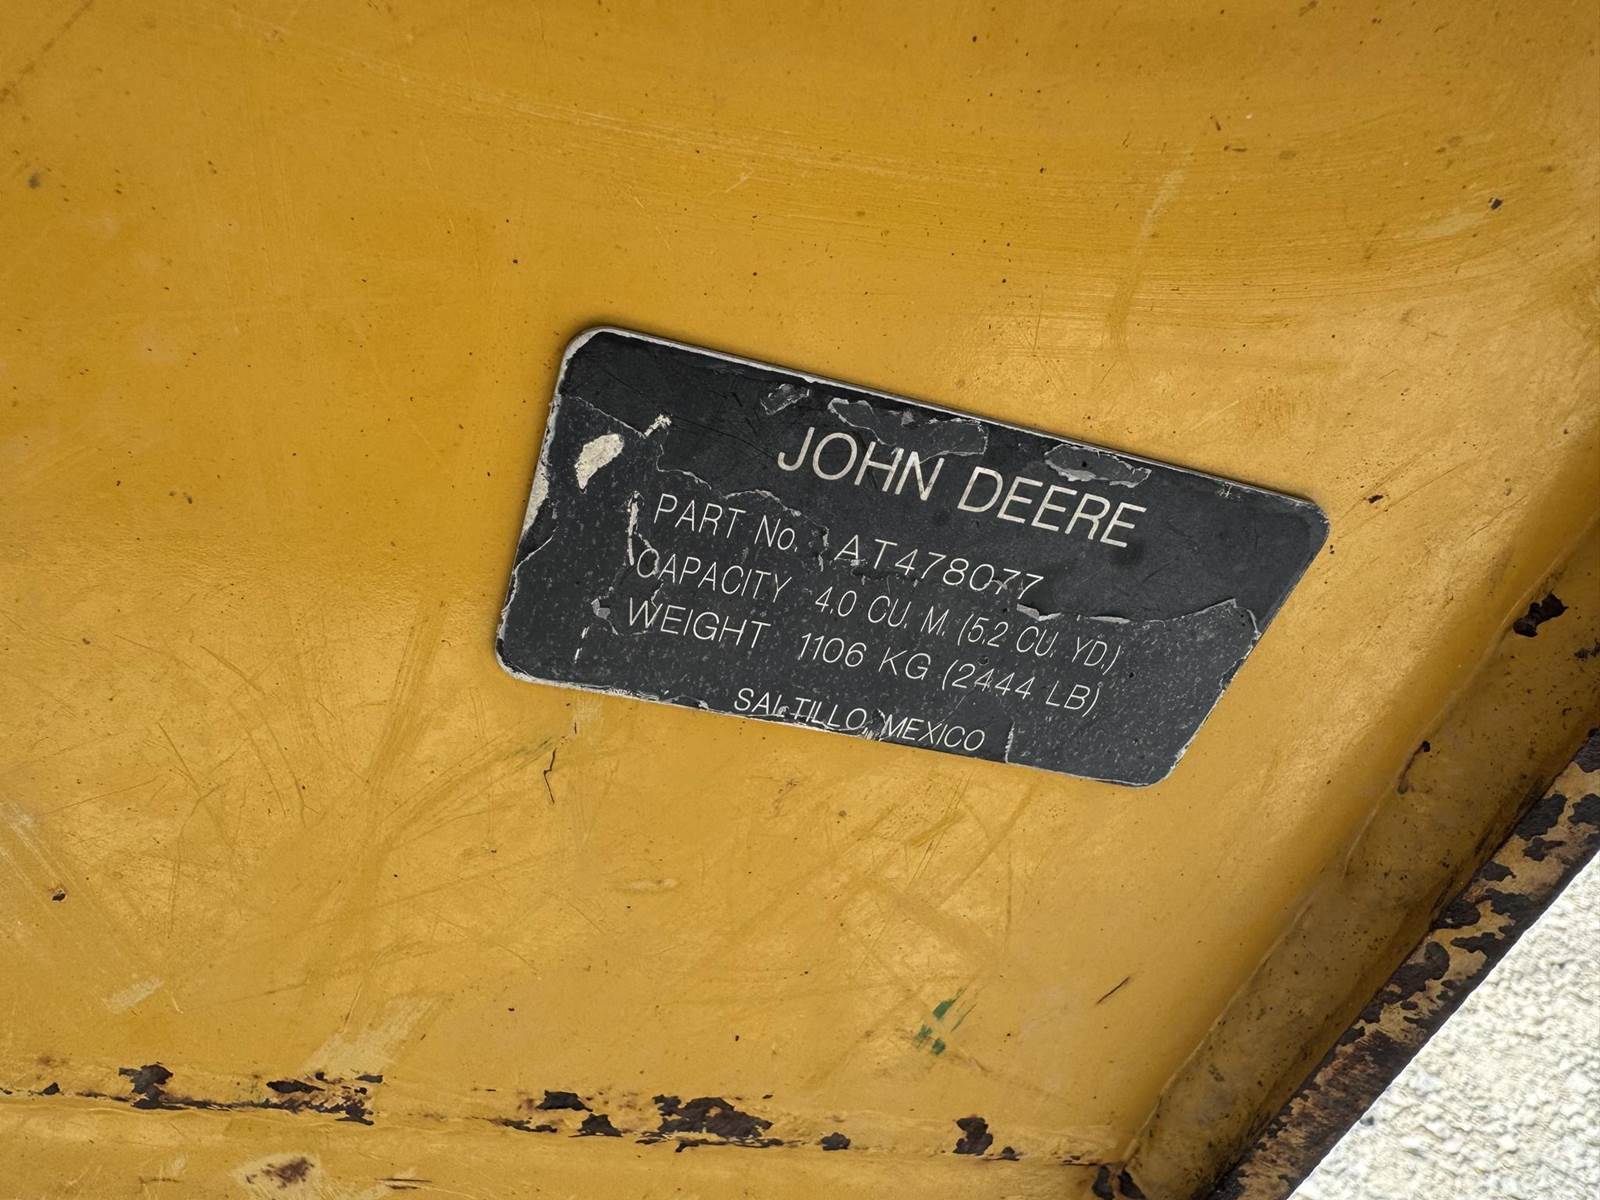 JOHN DEERE
PART No. AT478077
CAPACITY 4.0 CU. M. (5.2 CU. YD.)
WEIGHT 1106 KG (2444 LB)
SALTILLO, MEXICO